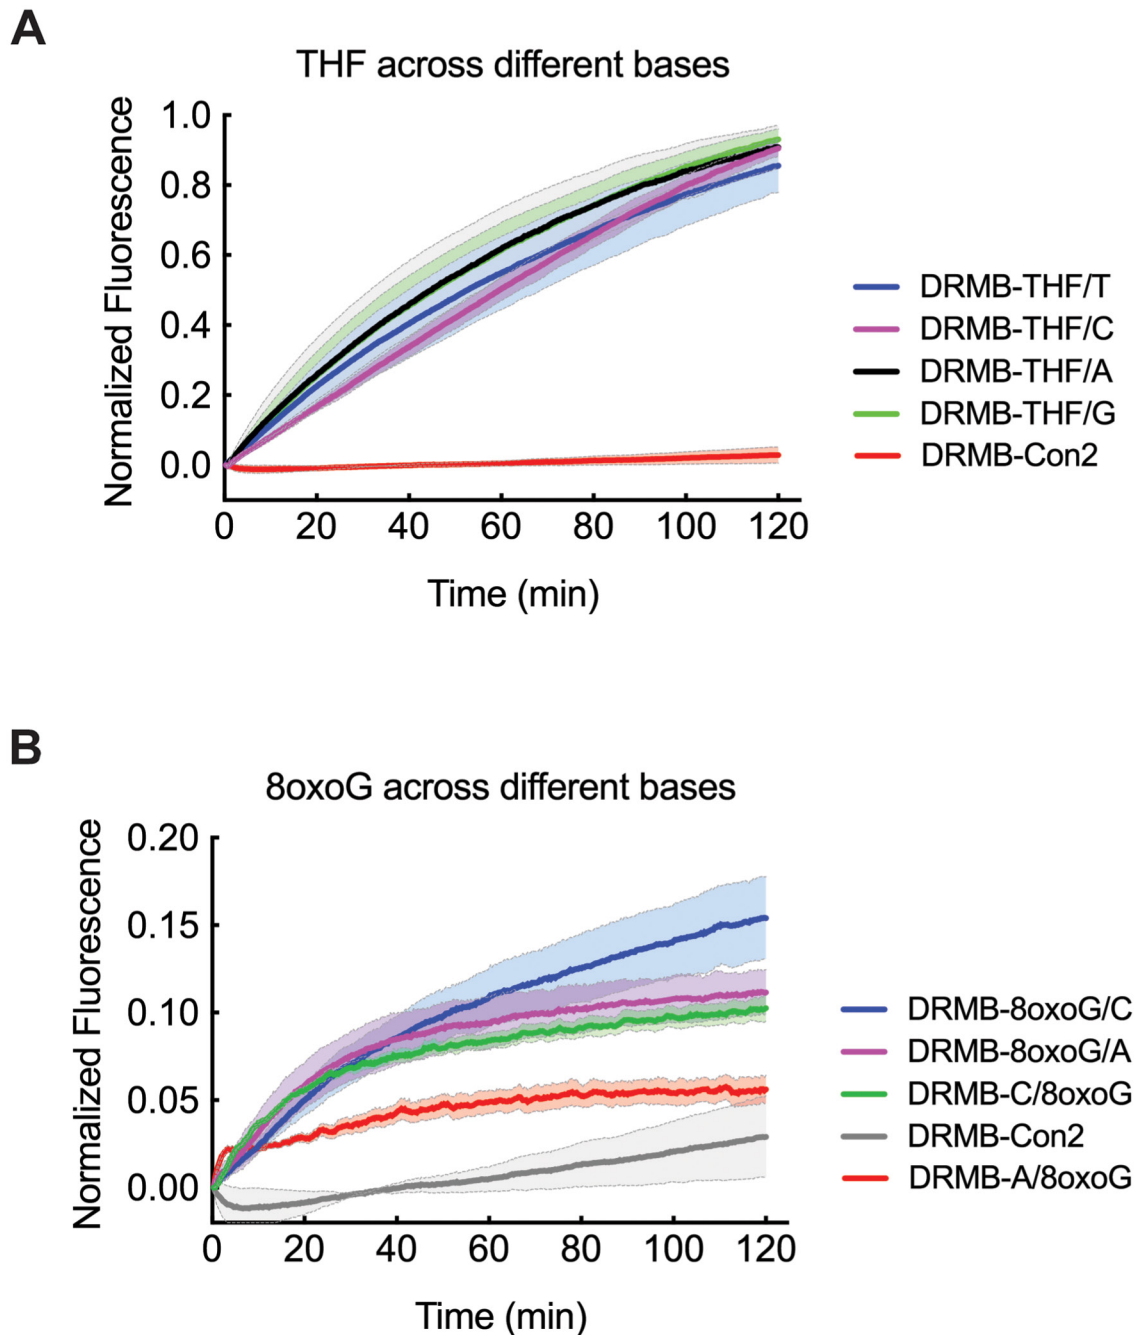 A
THF across different bases
Normalized Fluorescence
1.0
0.8
0.6
0.4
0.2
0.0
0 20 40 60 80 100 120
Time (min)
DRMB-THF/T
DRMB-THF/C
DRMB-THF/A
DRMB-THF/G
DRMB-Con2
B
8oxoG across different bases
Normalized Fluorescence
0.20
0.15
0.10
0.05
0.00
0 20 40 60 80 100 120
Time (min)
DRMB-8oxoG/C
DRMB-8oxoG/A
DRMB-C/8oxoG
DRMB-Con2
DRMB-A/8oxoG